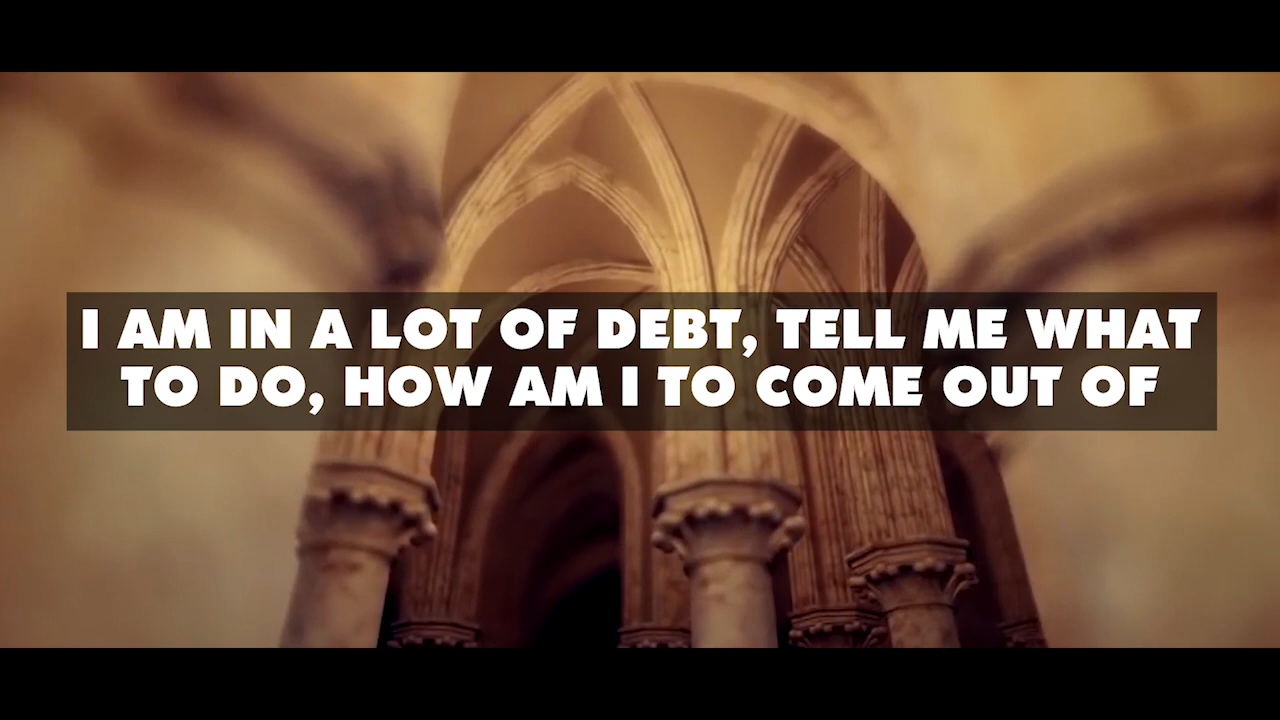 I AM IN A LOT OF DEBT, TELL ME WHAT
TO DO, HOW AM I TO COME OUT OF